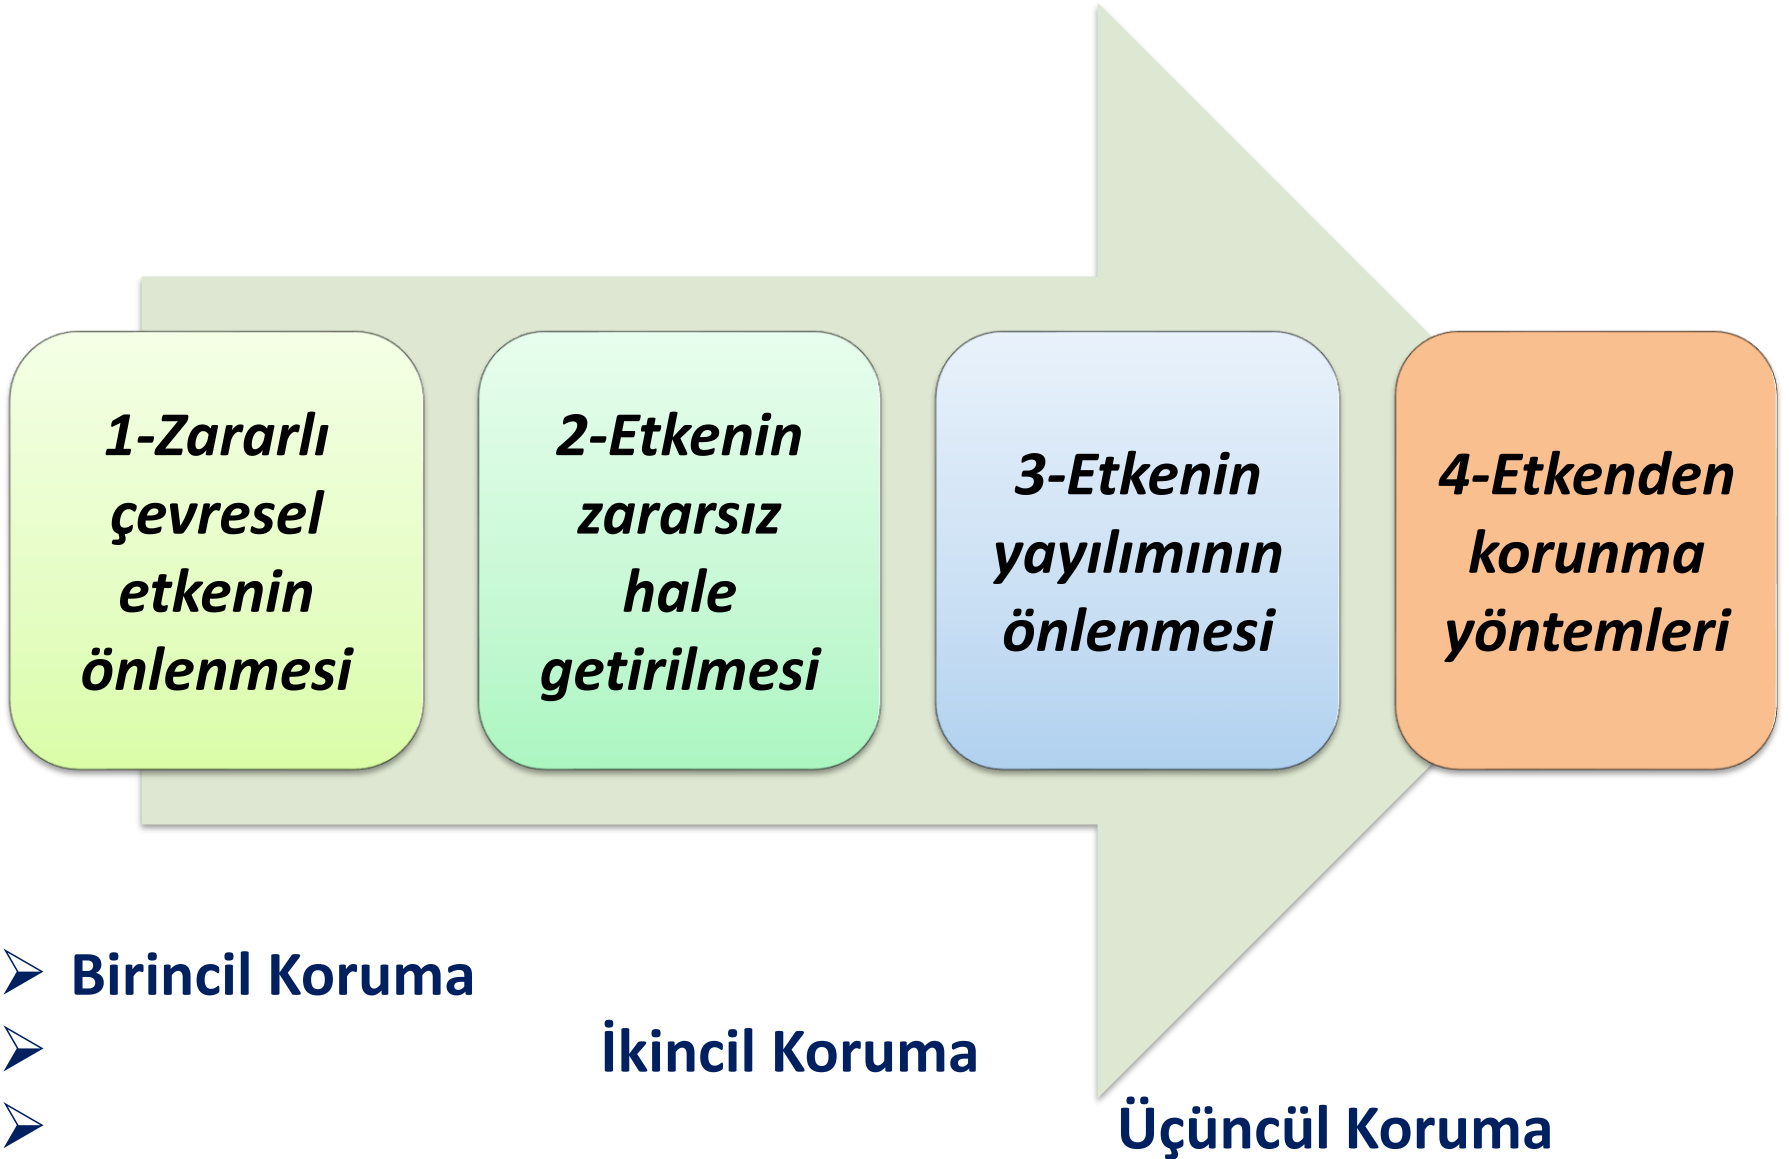 1-Zararlı
çevresel
etkenin
önlenmesi
2-Etkenin
zararsız
hale
getirilmesi
3-Etkenin
yayılımının
önlenmesi
4-Etkenden
korunma
yöntemleri
Birincil Koruma
İkincil Koruma
Üçüncül Koruma